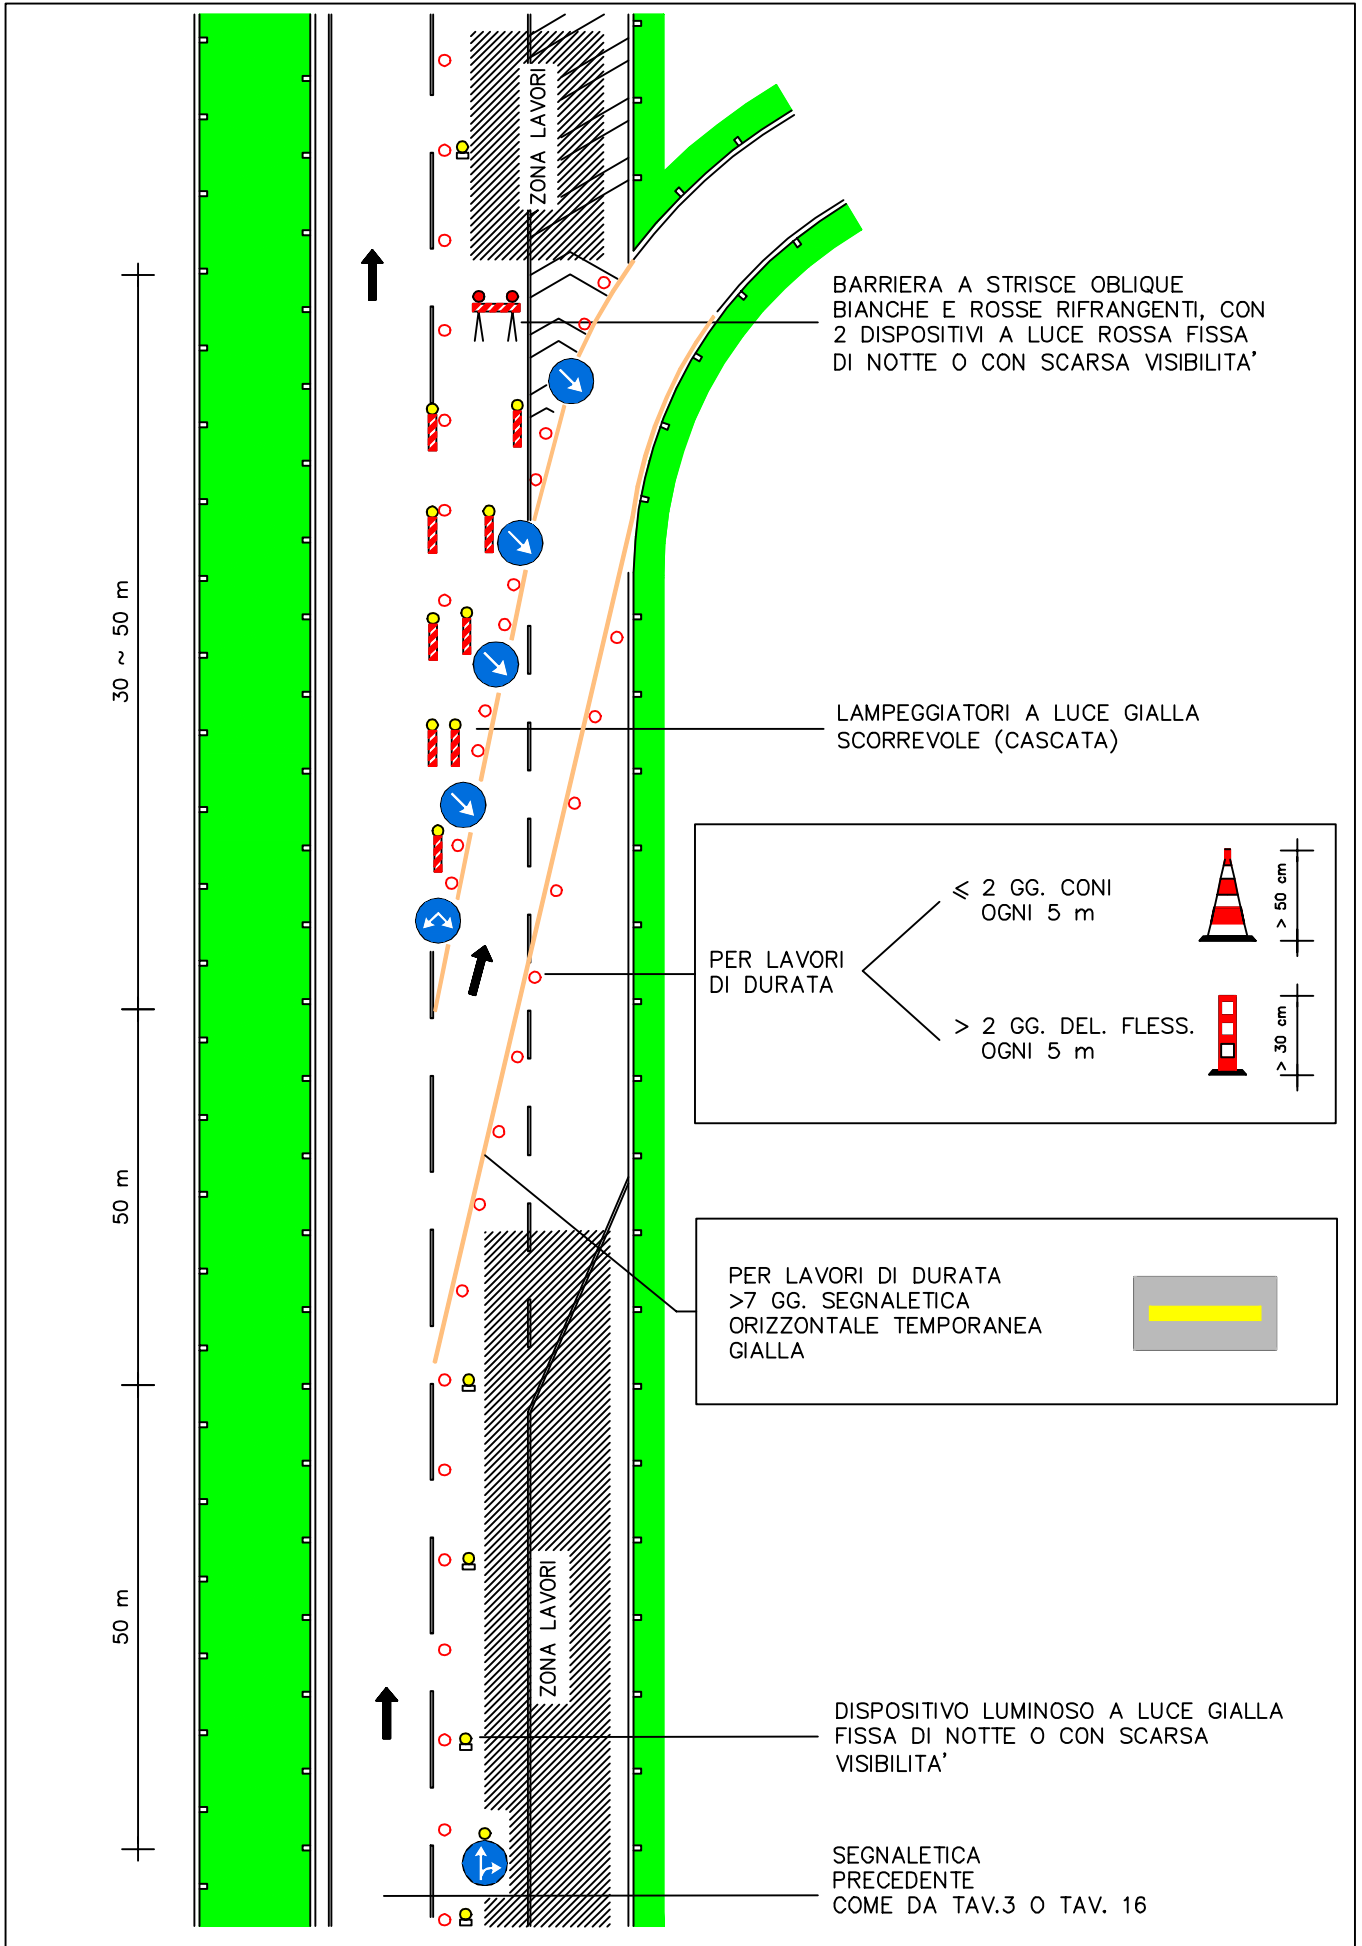 ZONA LAVORI
BARRIERA A STRISCE OBLIQUE
BIANCHE E ROSSE RIFRANGENTI, CON
2 DISPOSITIVI A LUCE ROSSA FISSA
DI NOTTE O CON SCARSA VISIBILITA'
30 ~ 50 m
LAMPEGGIATORI A LUCE GIALLA
SCORREVOLE (CASCATA)
PER LAVORI
DI DURATA
⩽ 2 GG. CONI
OGNI 5 m
> 50 cm
> 2 GG. DEL. FLESS.
OGNI 5 m
> 30 cm
50 m
PER LAVORI DI DURATA
>7 GG. SEGNALETICA
ORIZZONTALE TEMPORANEA
GIALLA
50 m
ZONA LAVORI
DISPOSITIVO LUMINOSO A LUCE GIALLA
FISSA DI NOTTE O CON SCARSA
VISIBILITA'
SEGNALETICA
PRECEDENTE
COME DA TAV.3 O TAV. 16